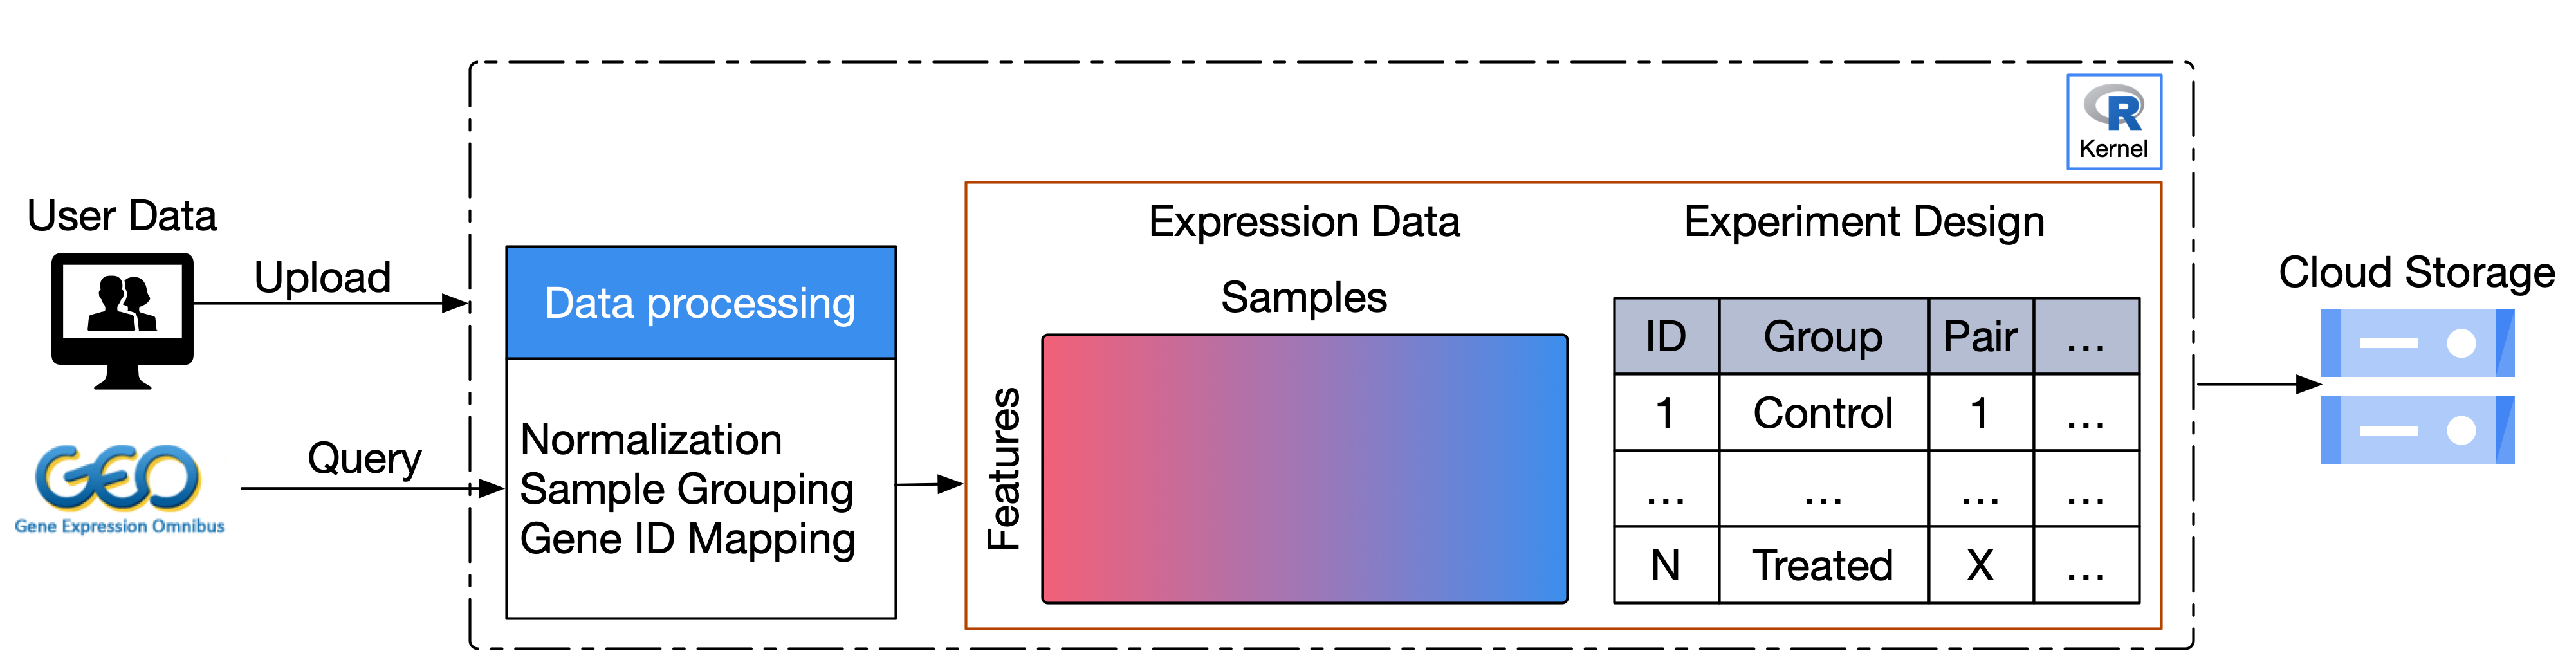 User Data
Upload
GEO
Gene Expression Omnibus
Query
Data processing
Normalization
Sample Grouping
Gene ID Mapping
R
Kernel
Expression Data
Samples
Features
Experiment Design
ID Group Pair ...
1 Control 1 ...
... ... ... ...
N Treated X ...
Cloud Storage